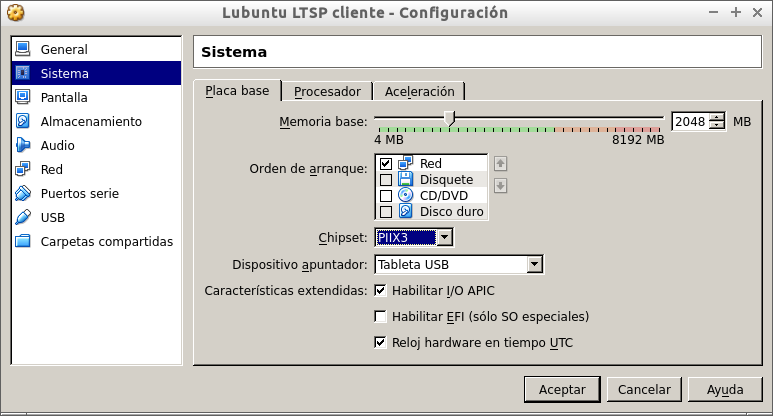 Lubuntu LTSP cliente - Configuración
General
Sistema
Pantalla
Almacenamiento
Audio
Red
Puertos serie
USB
Carpetas compartidas
Sistema
Placa base Procesador Aceleración
Memoria base: 2048 MB
4 MB 8192 MB
Orden de arranque: Red
Disquete
CD/DVD
Disco duro
Chipset: PIIX3
Dispositivo apuntador: Tableta USB
Características extendidas: Habilitar I/O APIC
Habilitar EFI (sólo SO especiales)
Reloj hardware en tiempo UTC
Aceptar Cancelar Ayuda